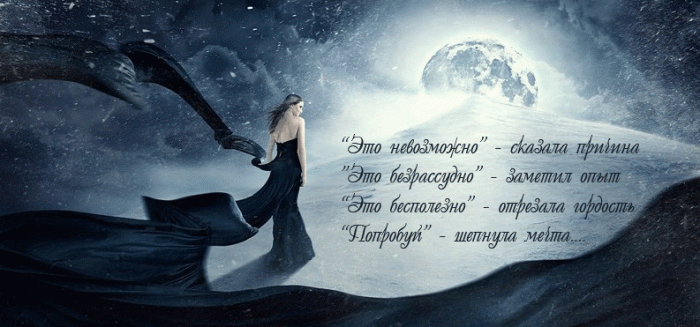 “Это невозможно” - сказала причина
”Это безрассудно” - заметил опыт
“Это бесполезно” - отрезала гордость
“Попробуй” - шепнула мечта....